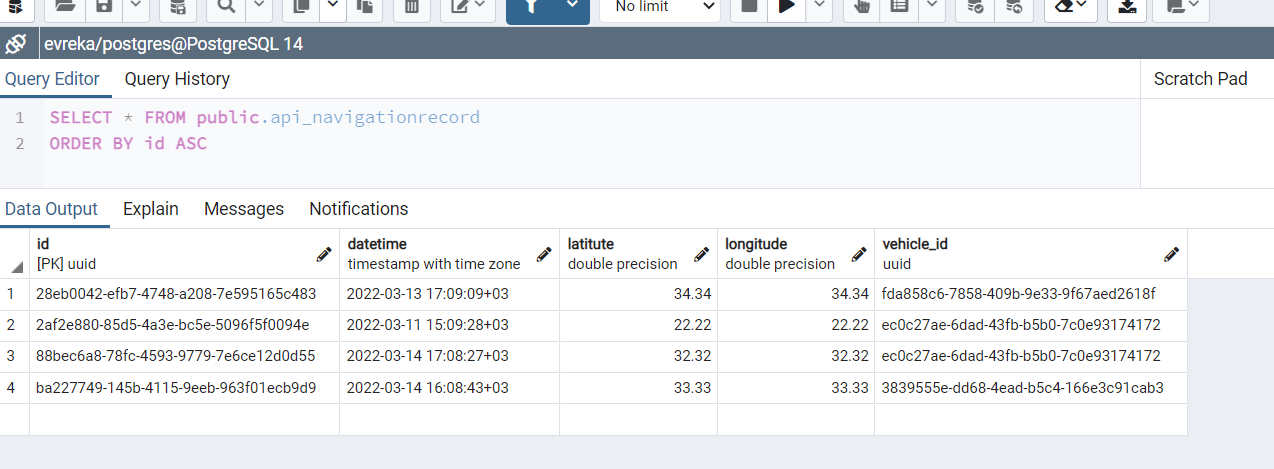 No limit
evreka/postgres@PostgreSQL 14
Query Editor Query History Scratch Pad
1 SELECT * FROM public.api_navigationrecord
2 ORDER BY id ASC
Data Output Explain Messages Notifications
id datetime latitute longitude vehicle_id
[PK] uuid timestamp with time zone double precision double precision uuid
1 28eb0042-efb7-4748-a208-7e595165c483 2022-03-13 17:09:09+03 34.34 34.34 fda858c6-7858-409b-9e33-9f67aed2618f
2 2af2e880-85d5-4a3e-bc5e-5096f5f0094e 2022-03-11 15:09:28+03 22.22 22.22 ec0c27ae-6dad-43fb-b5b0-7c0e93174172
3 88bec6a8-78fc-4593-9779-7e6ce12d0d55 2022-03-14 17:08:27+03 32.32 32.32 ec0c27ae-6dad-43fb-b5b0-7c0e93174172
4 ba227749-145b-4115-9eeb-963f01ecb9d9 2022-03-14 16:08:43+03 33.33 33.33 3839555e-dd68-4ead-b5c4-166e3c91cab3